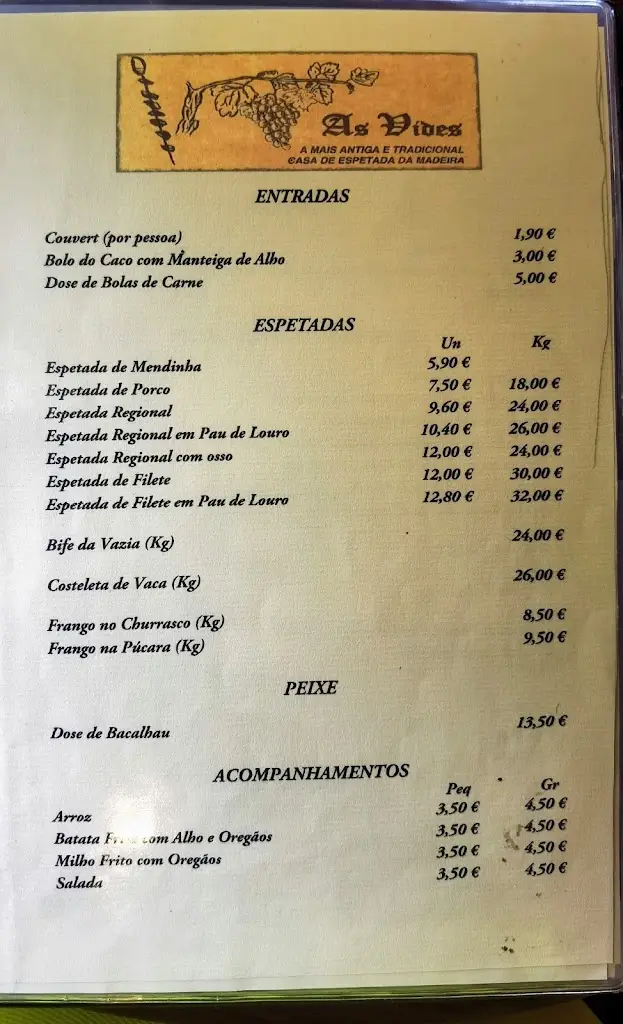 As Vides
A MAIS ANTIGA E TRADICIONAL
CASA DE ESPETADA DA MADEIRA
ENTRADAS
Couvert (por pessoa) 1,90 €
Bolo do Caco com Manteiga de Alho 3,00 €
Dose de Bolas de Carne 5,00 €
ESPETADAS
Un Kg
Espetada de Mendinha 5,90 €
Espetada de Porco 7,50 € 18,00 €
Espetada Regional 9,60 € 24,00 €
Espetada Regional em Pau de Louro 10,40 € 26,00 €
Espetada Regional com osso 12,00 € 24,00 €
Espetada de Filete 12,00 € 30,00 €
Espetada de Filete em Pau de Louro 12,80 € 32,00 €
Bife da Vazia (Kg) 24,00 €
Costeleta de Vaca (Kg) 26,00 €
Frango no Churrasco (Kg) 8,50 €
Frango na Púcara (Kg) 9,50 €
PEIXE
Dose de Bacalhau 13,50 €
ACOMPANHAMENTOS
Peq Gr
Arroz 3,50 € 4,50 €
Batata com Alho e Oregãos 3,50 € 4,50 €
Milho Frito com Oregãos 3,50 € 4,50 €
Salada 3,50 € 4,50 €